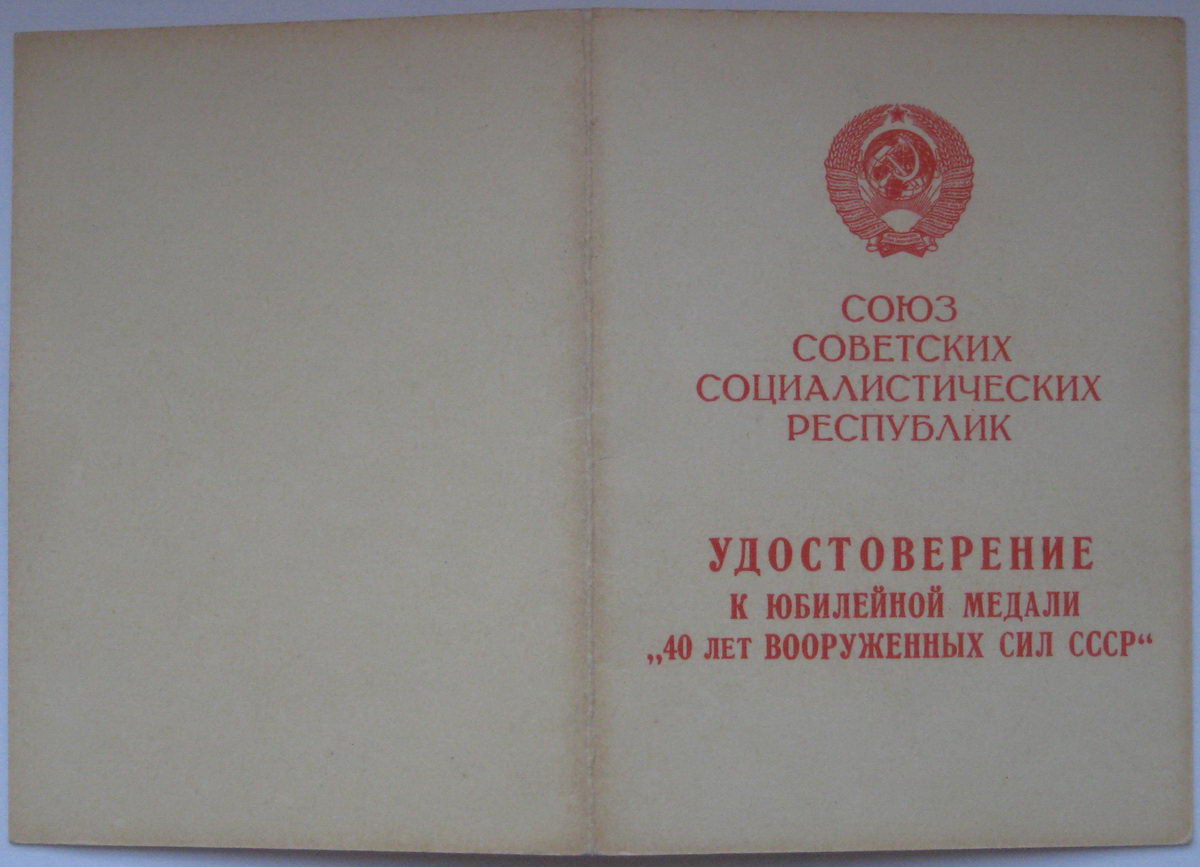 СОЮЗ
СОВЕТСКИХ
СОЦИАЛИСТИЧЕСКИХ
РЕСПУБЛИК
УДОСТОВЕРЕНИЕ
К ЮБИЛЕЙНОЙ МЕДАЛИ
„40 ЛЕТ ВООРУЖЕННЫХ СИЛ СССР“